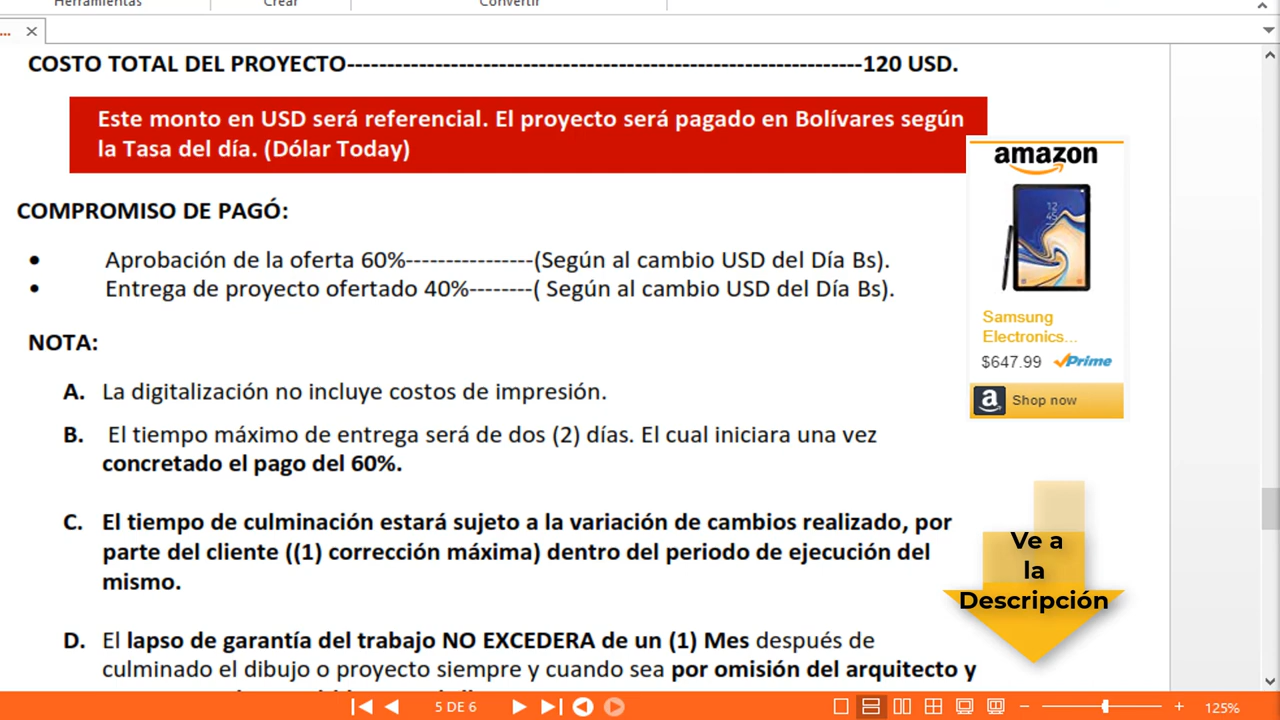 Herramientas Crear Convertir
...
COSTO TOTAL DEL PROYECTO----------------------------------------------------------------120 USD.
Este monto en USD será referencial. El proyecto será pagado en Bolívares según
la Tasa del día. (Dólar Today)
COMPROMISO DE PAGÓ:
• Aprobación de la oferta 60%----------------(Según al cambio USD del Día Bs).
• Entrega de proyecto ofertado 40%--------( Según al cambio USD del Día Bs).
NOTA:
A. La digitalización no incluye costos de impresión.
B. El tiempo máximo de entrega será de dos (2) días. El cual iniciara una vez
concretado el pago del 60%.
C. El tiempo de culminación estará sujeto a la variación de cambios realizado, por
parte del cliente ((1) corrección máxima) dentro del periodo de ejecución del
mismo.
D. El lapso de garantía del trabajo NO EXCEDERA de un (1) Mes después de
culminado el dibujo o proyecto siempre y cuando sea por omisión del arquitecto y
amazon
Samsung
Electronics...
$647.99 Prime
a Shop now
Ve a
la
Descripción
5 DE 6
125%